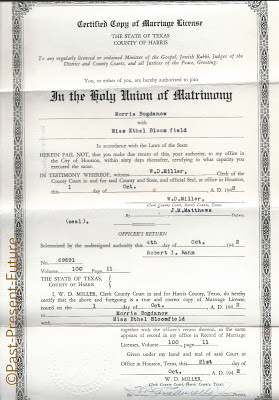 Certified Copy of Marriage License
THE STATE OF TEXAS
COUNTY OF HARRIS
To any regularly licensed or ordained Minister of the Gospel, Jewish Rabbi, Judges of the
District and County Courts, and all Justices of the Peace, Greeting:
You, or either of you, are hereby authorized to join
In the Holy Union of Matrimony
Morris Bogdanow
with
Miss Ethel Bloomfield
in accordance with the Laws of the State
HEREIN FAIL NOT, that you make due return of this, your authority, to my office in
the City of Houston, within sixty days thereafter, certifying in what capacity you
executed the same.
IN TESTIMONY WHEREOF, witness W.D.Miller, Clerk of the
County Court in and for said County and State, and official Seal, at office in Houston,
this 1 day of Oct. A. D. 1942
W.D.Miller,
Clerk, County Court, Harris County, Texas
By J.M.Matthews
(seal). Deputy.
OFFICER'S RETURN
Solemnized by the undersigned authority this 4th day of Oct. 1942
Robert I. Kahn
No. 69691
Volume 100 page 11
THE STATE OF TEXAS,
COUNTY OF HARRIS
I, W. D. MILLER, Clerk County Court in and for Harris County, Texas, do hereby
certify that the above and foregoing is a true and correct copy of Marriage License
issued on the 1 day of Oct. A. D. 1942
to Morris Bogdanow
and Miss Ethel Bloomfield
together with the officer's return thereon, as the same
appears of record in my office in Marriage License
Records, Volume 100, page 11
Given under my hand and seal of said Court at
Office in Houston, Texas, this 21st day of
Oct. A. D. 1942
W. D. MILLER,
Clerk County Court, Harris County, Texas
By
Deputy.
©Past-Present-Future